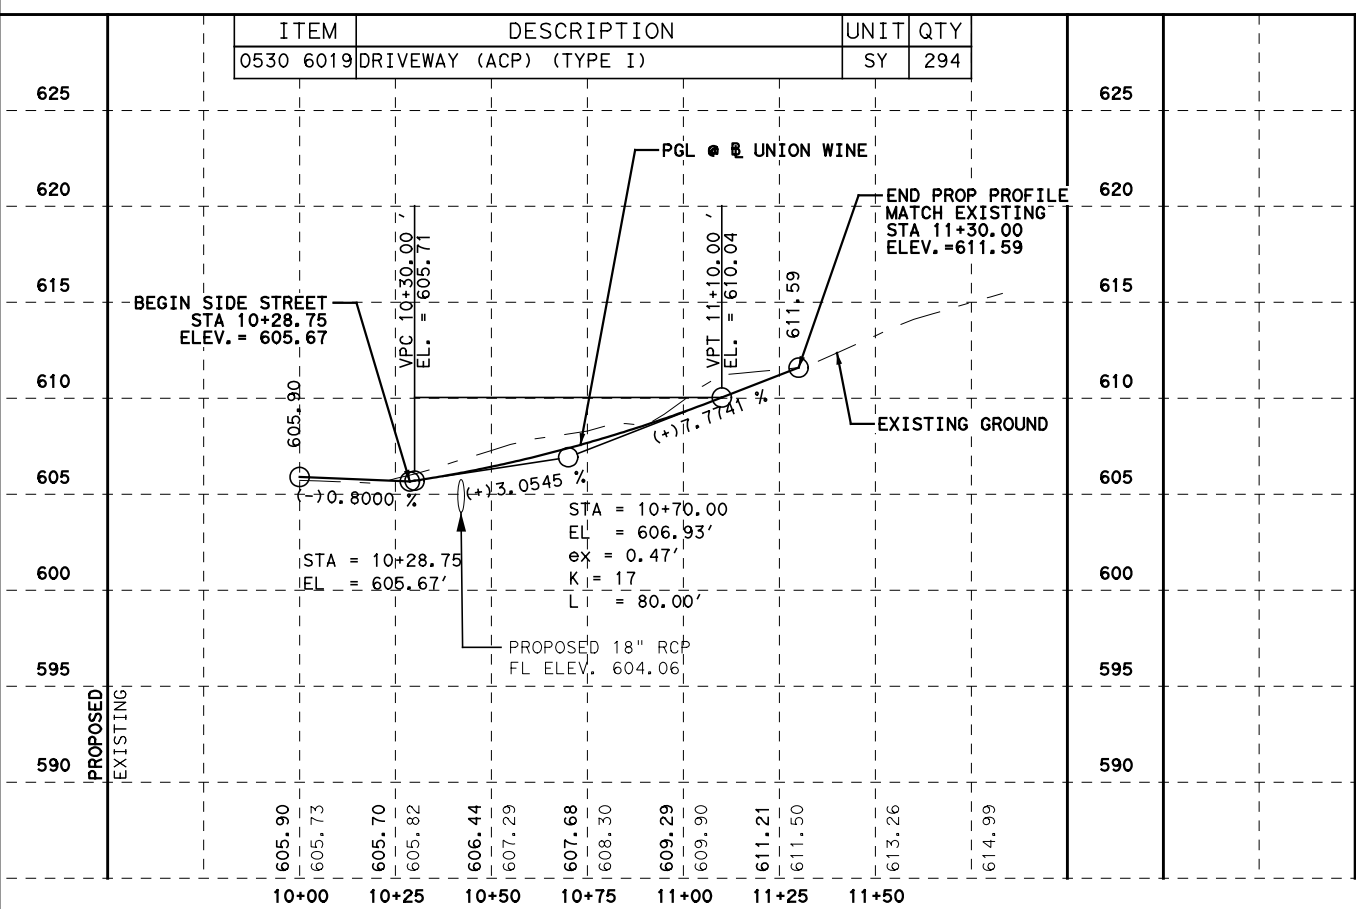 ITEM DESCRIPTION UNIT QTY
0530 6019 DRIVEWAY (ACP) (TYPE I) SY 294
625 625
PGL @ ℄ UNION WINE
620 620
END PROP PROFILE
MATCH EXISTING
STA 11+30.00
ELEV.=611.59
VPC 10+30.00 '
EL. = 605.71
VPT 11+10.00 '
EL. = 610.04
611.59
615 615
BEGIN SIDE STREET
STA 10+28.75
ELEV.= 605.67
610 610
605.90
EXISTING GROUND
(+)7.7741 %
605 605
(-)0.8000 %
(+)3.0545 %
STA = 10+70.00
EL = 606.93'
ex = 0.47'
K = 17
L = 80.00'
STA = 10+28.75
EL = 605.67'
600 600
PROPOSED 18" RCP
FL ELEV. 604.06
595 595
PROPOSED
EXISTING
590 590
605.90 605.73 605.70 605.82 606.44 607.29 607.68 608.30 609.29 609.90 611.21 611.50 613.26 614.99
10+00 10+25 10+50 10+75 11+00 11+25 11+50